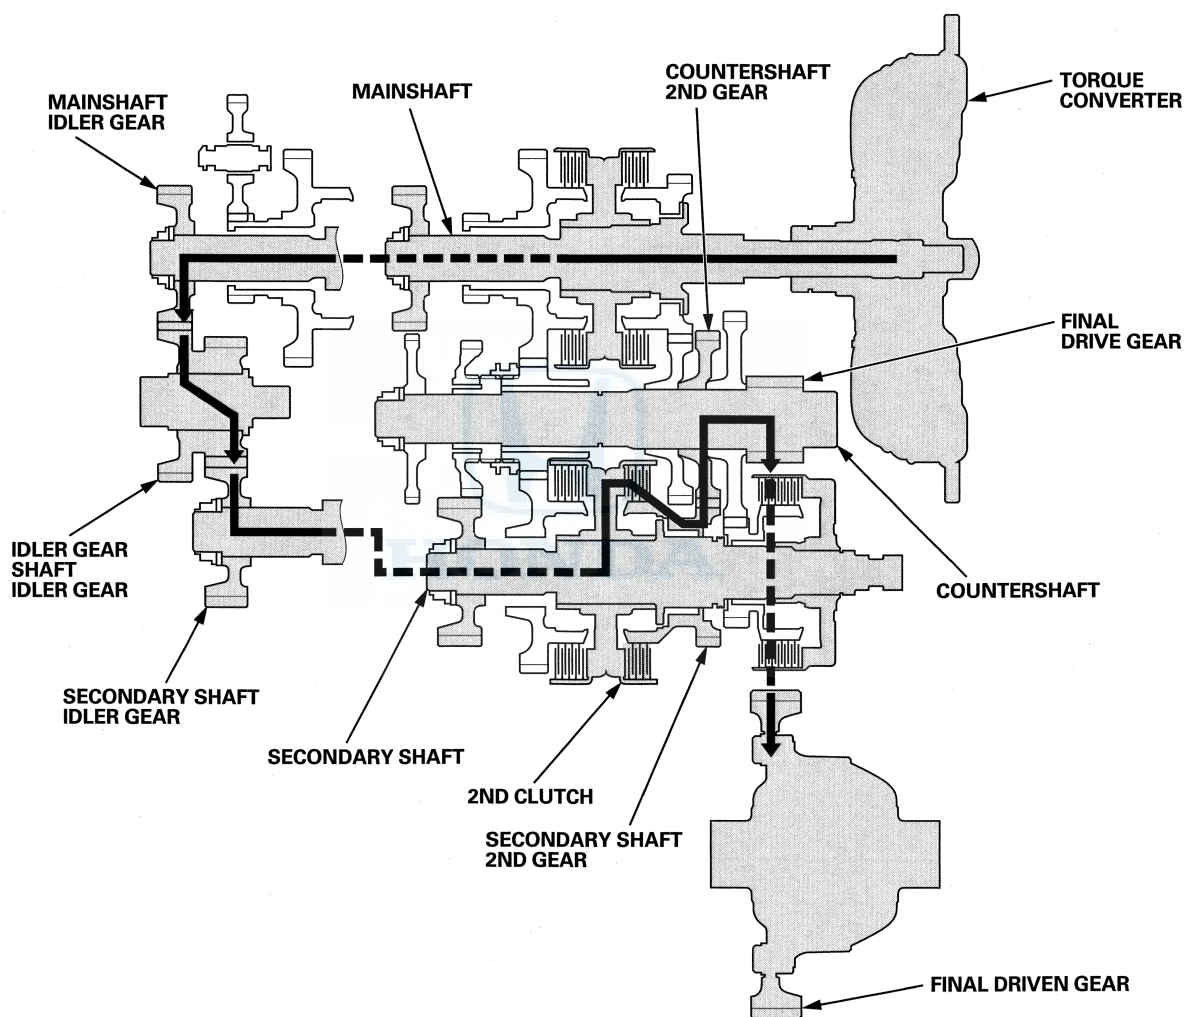 COUNTERSHAFT
2ND GEAR
TORQUE
CONVERTER
MAINSHAFT
IDLER GEAR
MAINSHAFT
FINAL
DRIVE GEAR
HONDA
IDLER GEAR
SHAFT
IDLER GEAR
COUNTERSHAFT
SECONDARY SHAFT
IDLER GEAR
SECONDARY SHAFT
2ND CLUTCH
SECONDARY SHAFT
2ND GEAR
FINAL DRIVEN GEAR